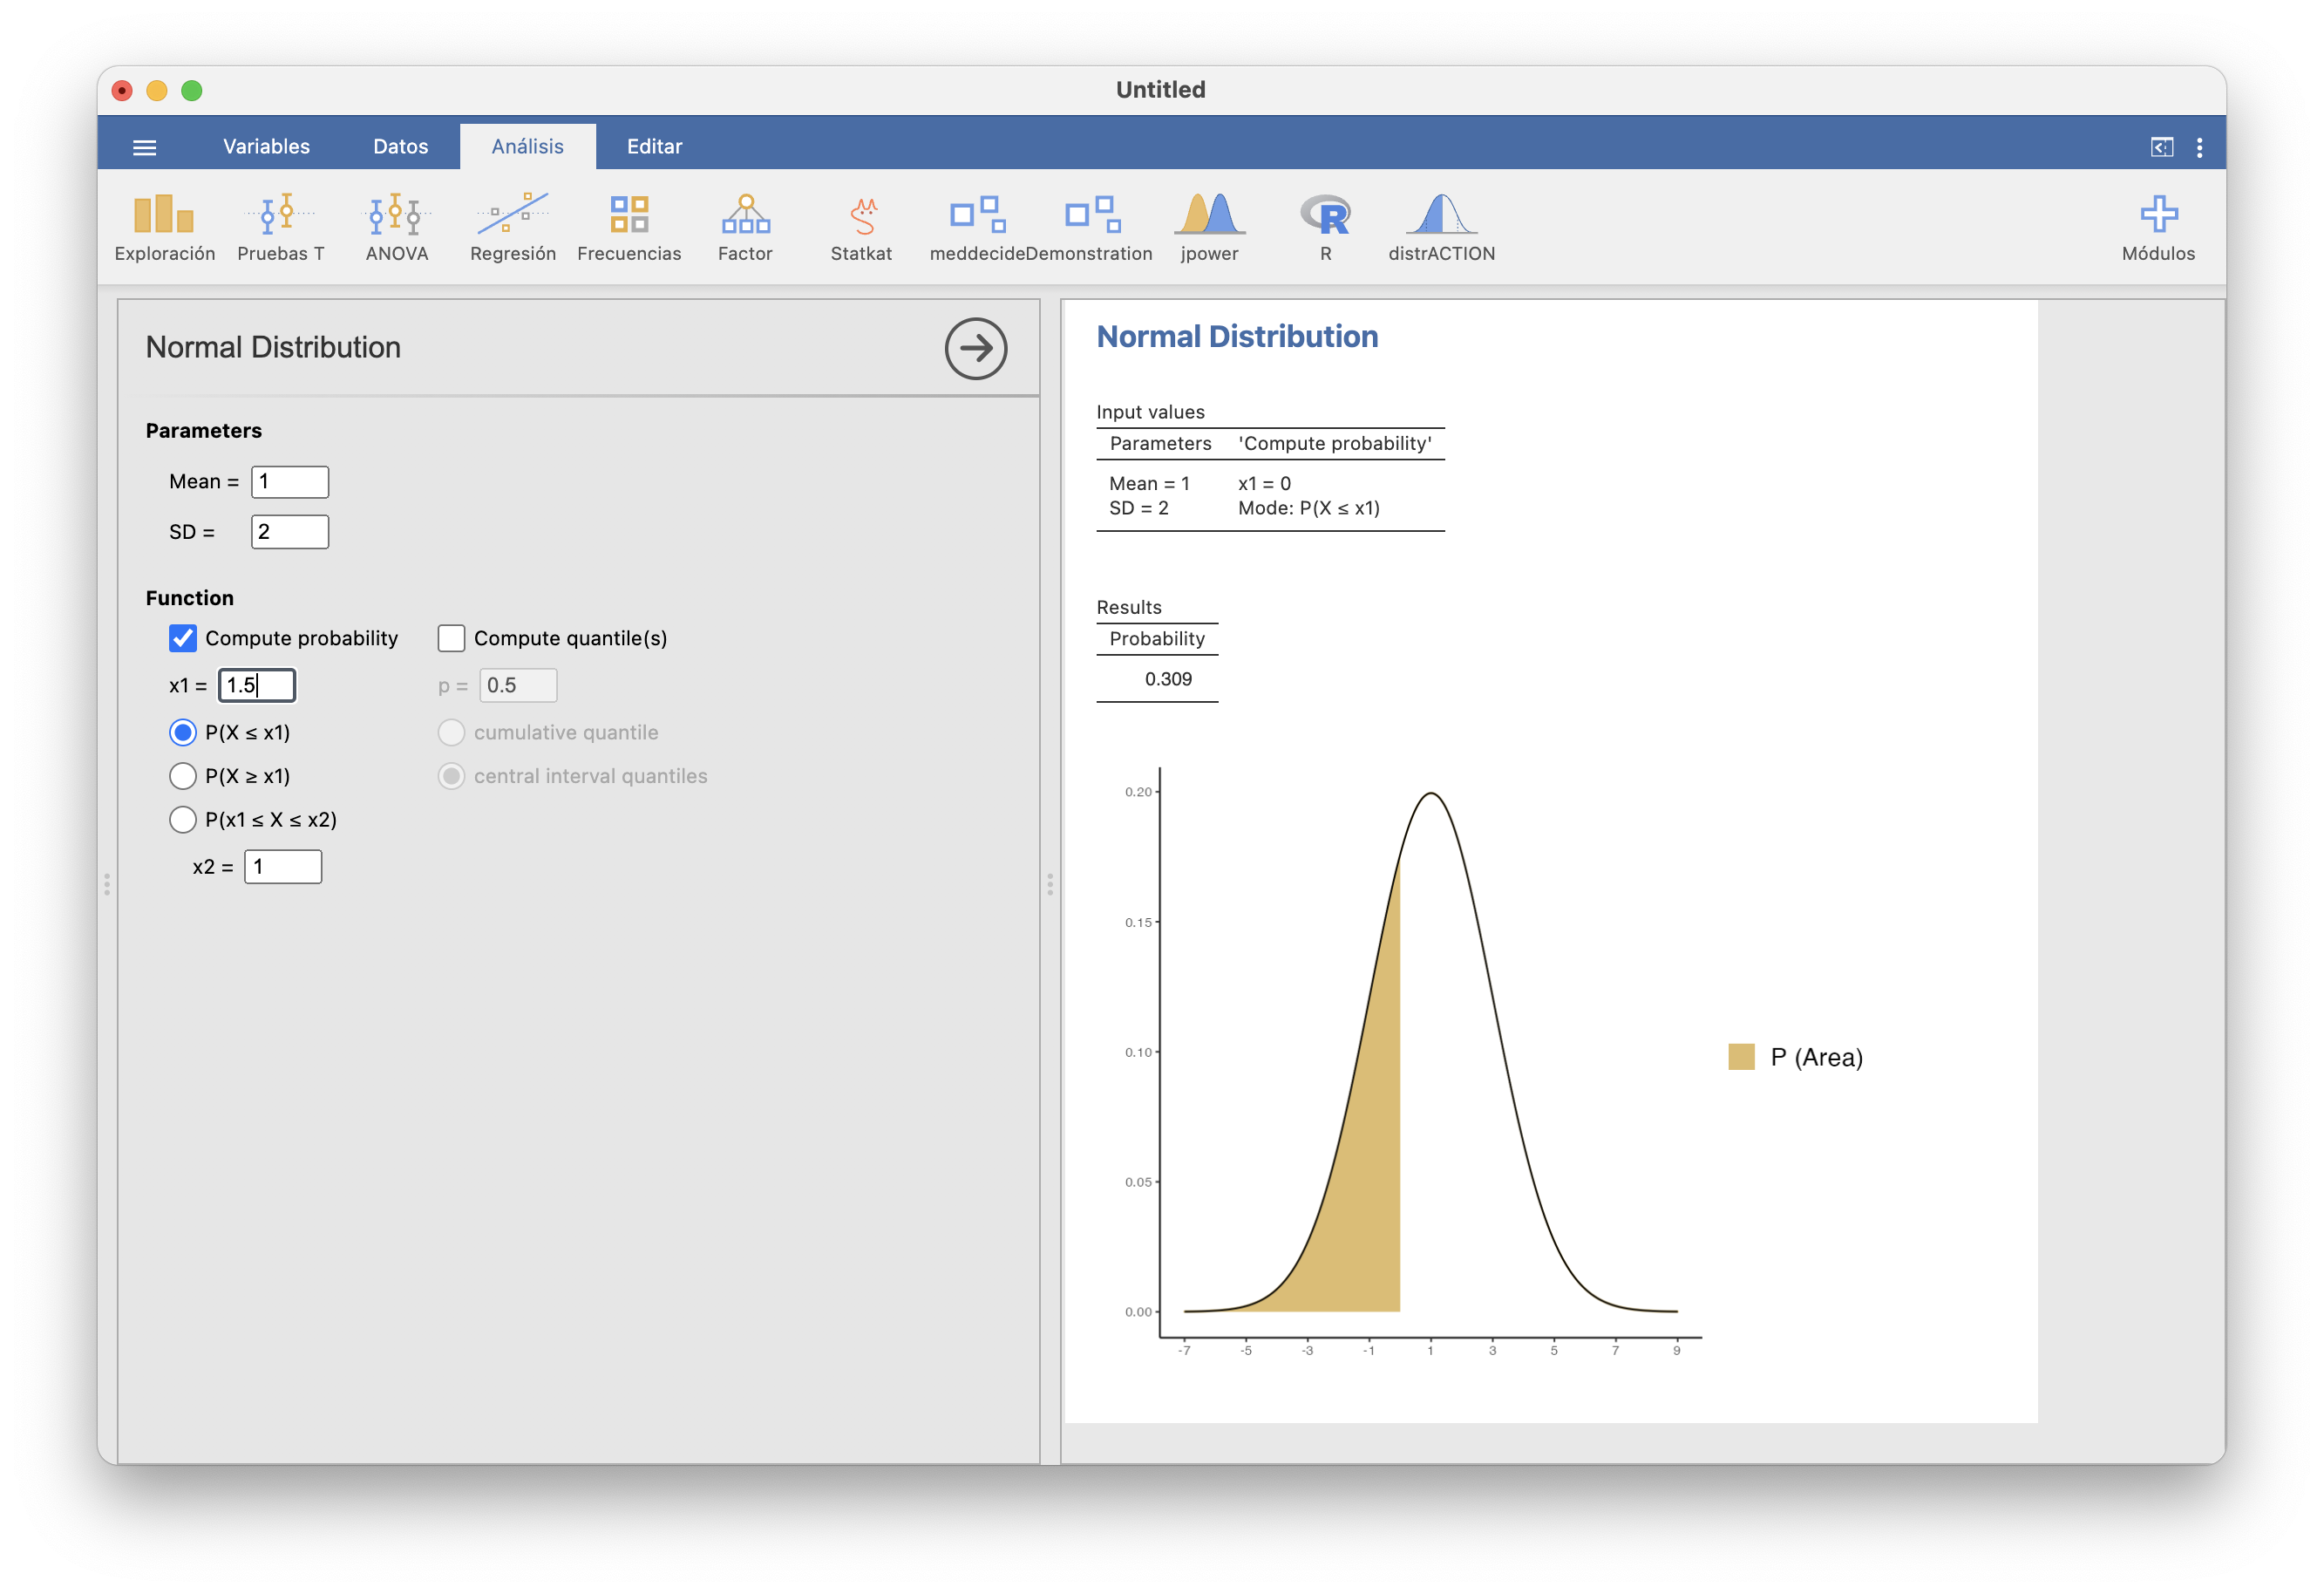 Untitled
Variables Datos Análisis Editar
Exploración Pruebas T ANOVA Regresión Frecuencias Factor Statkat meddecide Demonstration jpower R distrACTION Módulos
Normal Distribution
Parameters
Mean = 1
SD = 2
Function
Compute probability Compute quantile(s)
x1 = 1.5 p = 0.5
P(X ≤ x1) cumulative quantile
P(X ≥ x1) central interval quantiles
P(x1 ≤ X ≤ x2)
x2 = 1
Normal Distribution
Input values
Parameters 'Compute probability'
Mean = 1 x1 = 0
SD = 2 Mode: P(X ≤ x1)
Results
Probability
0.309
0.20
0.15
0.10
0.05
0.00
-7 -5 -3 -1 1 3 5 7 9
P (Area)